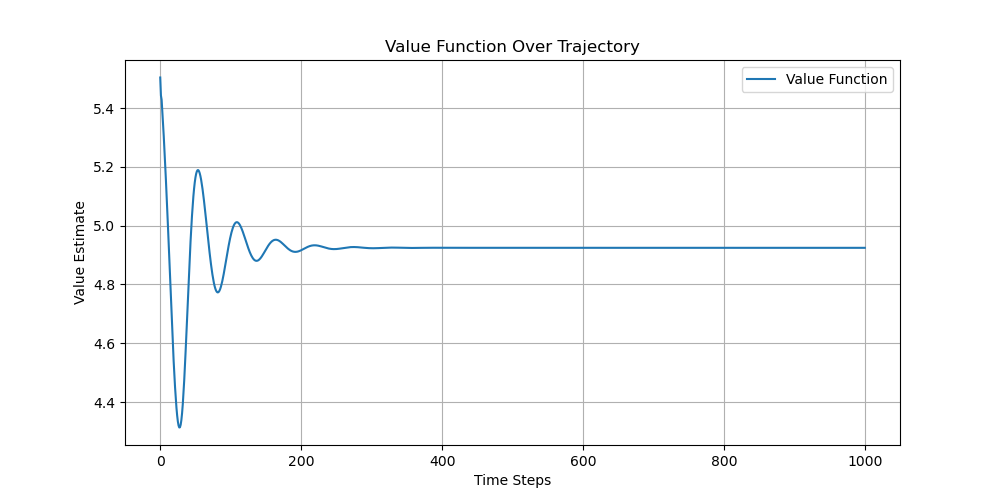 Value Function Over Trajectory
Value Function
5.4
5.2
5.0
4.8
4.6
4.4
Value Estimate
0 200 400 600 800 1000
Time Steps